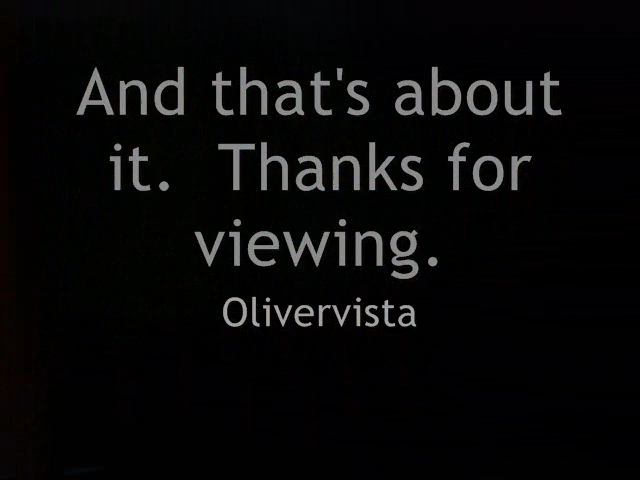 And that's about
it.  Thanks for
viewing.
Olivervista